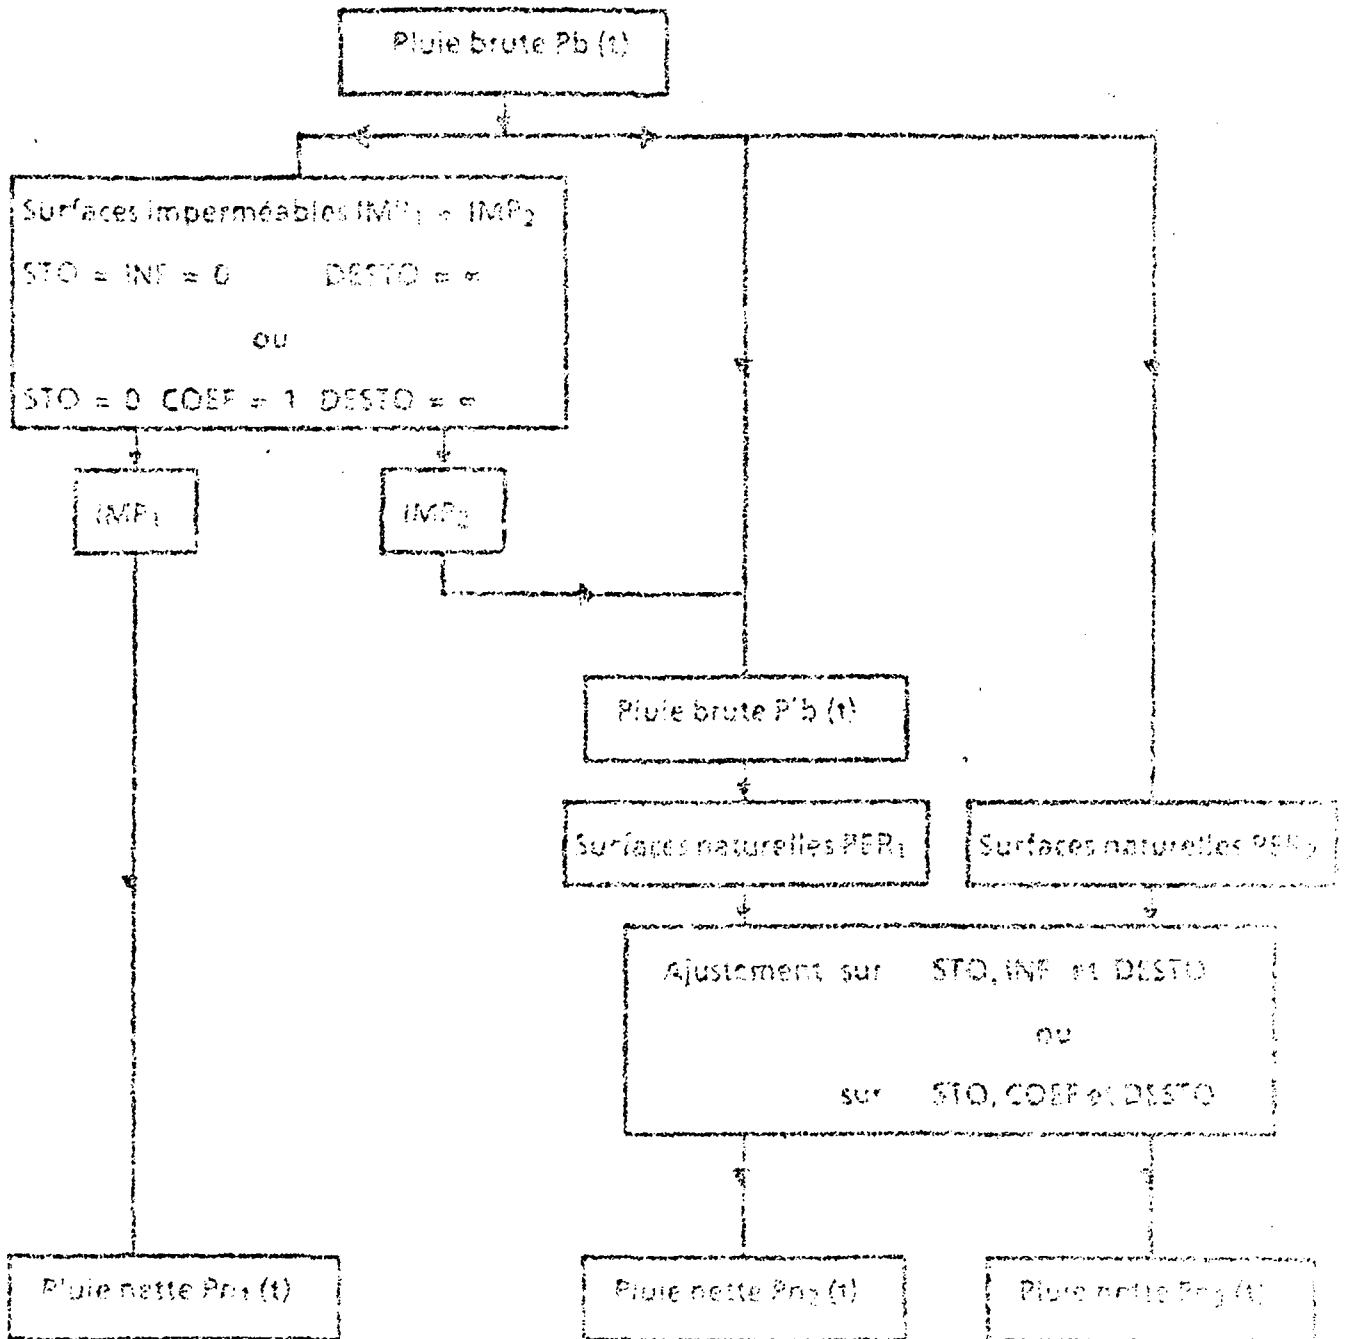 Pluie brute Pb (t)
Surfaces imperméables IMP₁ + IMP₂
STO = INF = 0 DESTO = ∞
ou
STO = 0 COEF = 1 DESTO = ∞
IMP₁
IMP₂
Pluie brute P'b (t)
Surfaces naturelles PER₁
Surfaces naturelles PER₂
Ajustement sur STO, INF et DESTO
ou
sur STO, COEF et DESTO
Pluie nette Pn₁ (t)
Pluie nette Pn₂ (t)
Pluie nette Pn₃ (t)